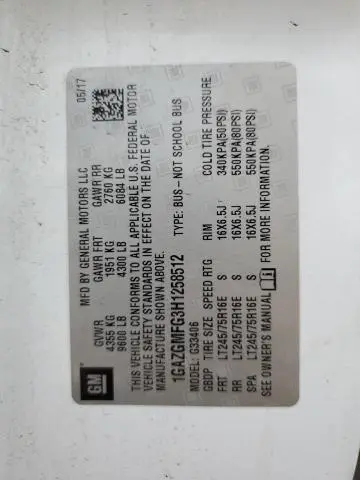 GM
MFD BY GENERAL MOTORS LLC 05/17
GVWR GAWR FRT GAWR RR
4355 KG 1951 KG 2760 KG
9600 LB 4300 LB 6084 LB
THIS VEHICLE CONFORMS TO ALL APPLICABLE U.S. FEDERAL MOTOR
VEHICLE SAFETY STANDARDS IN EFFECT ON THE DATE OF
MANUFACTURE SHOWN ABOVE.
1GAZGMFG3H1258512
MODEL: G33406 TYPE: BUS-NOT SCHOOL BUS
GBDP TIRE SIZE SPEED RTG RIM COLD TIRE PRESSURE
FRT LT245/75R16E S 16X6.5J 340KPA(50PSI)
RR LT245/75R16E S 16X6.5J 550KPA(80PSI)
SPA LT245/75R16E S 16X6.5J 550KPA(80PSI)
SEE OWNER'S MANUAL FOR MORE INFORMATION.